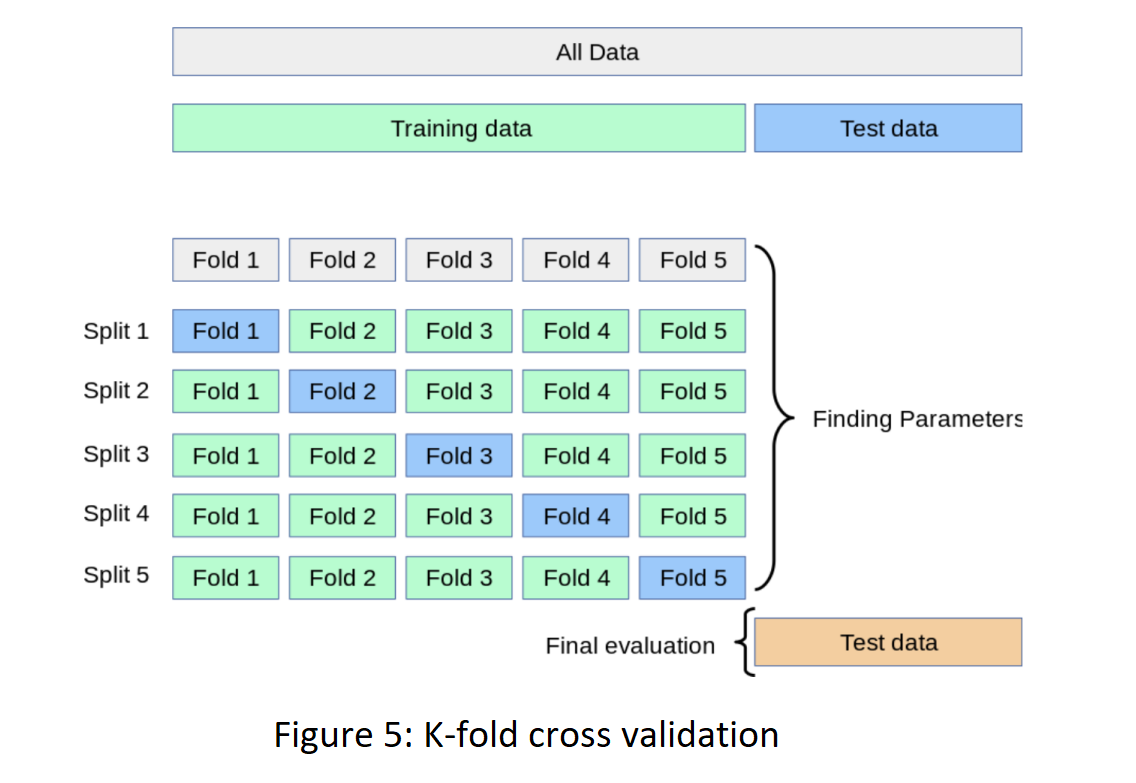 All Data
Training data Test data
Fold 1 Fold 2 Fold 3 Fold 4 Fold 5
Split 1 Fold 1 Fold 2 Fold 3 Fold 4 Fold 5
Split 2 Fold 1 Fold 2 Fold 3 Fold 4 Fold 5
Split 3 Fold 1 Fold 2 Fold 3 Fold 4 Fold 5
Split 4 Fold 1 Fold 2 Fold 3 Fold 4 Fold 5
Split 5 Fold 1 Fold 2 Fold 3 Fold 4 Fold 5
Finding Parameters
Final evaluation Test data
Figure 5: K-fold cross validation